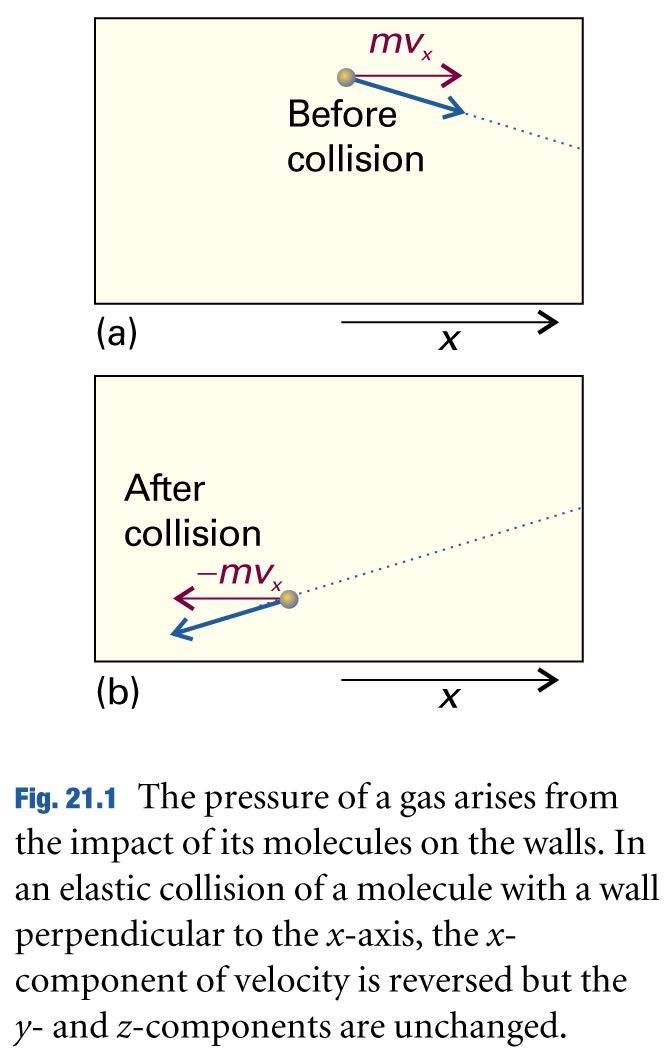 mvₓ
Before
collision
(a)
x
After
collision
−mvₓ
(b)
x
Fig. 21.1 The pressure of a gas arises from
the impact of its molecules on the walls. In
an elastic collision of a molecule with a wall
perpendicular to the x-axis, the x-
component of velocity is reversed but the
y- and z-components are unchanged.